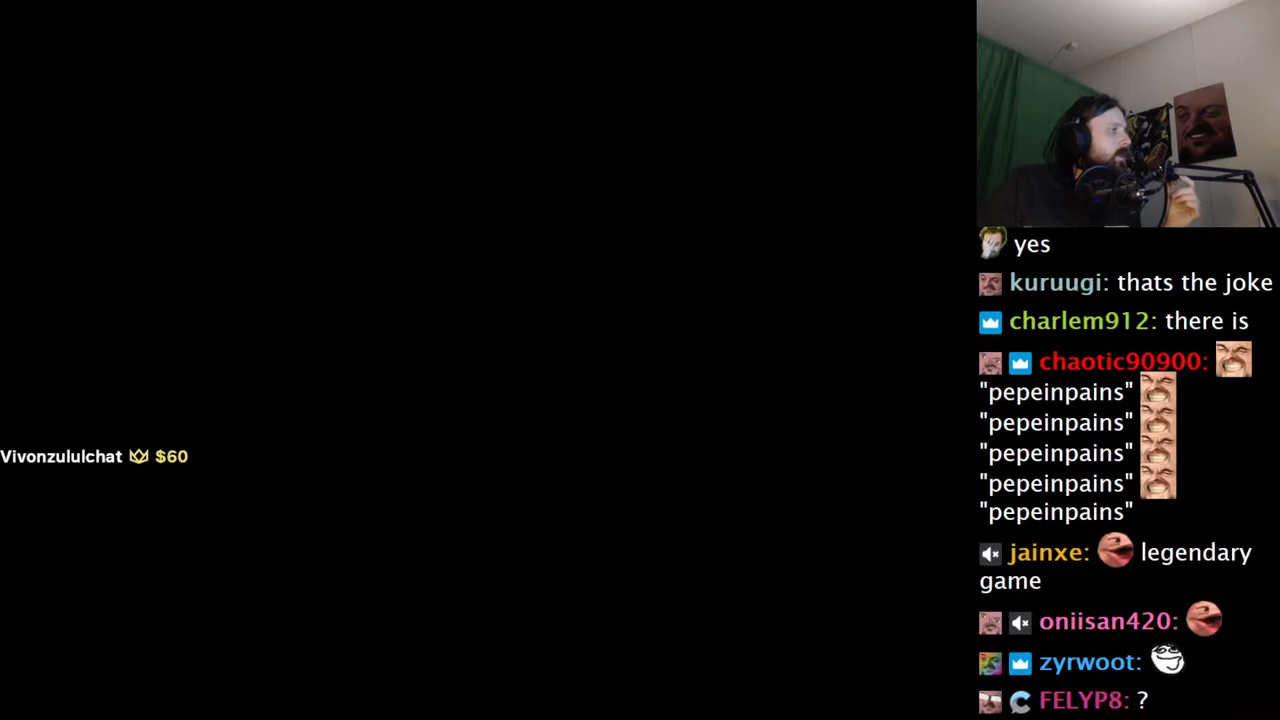 yes
kuruugi: thats the joke
charlem912: there is
chaotic90900:
"pepeinpains"
"pepeinpains"
"pepeinpains"
"pepeinpains"
"pepeinpains"
Vivonzululchat $60
jainxe: legendary
game
oniisan420:
zyrwoot:
FELYP8: ?